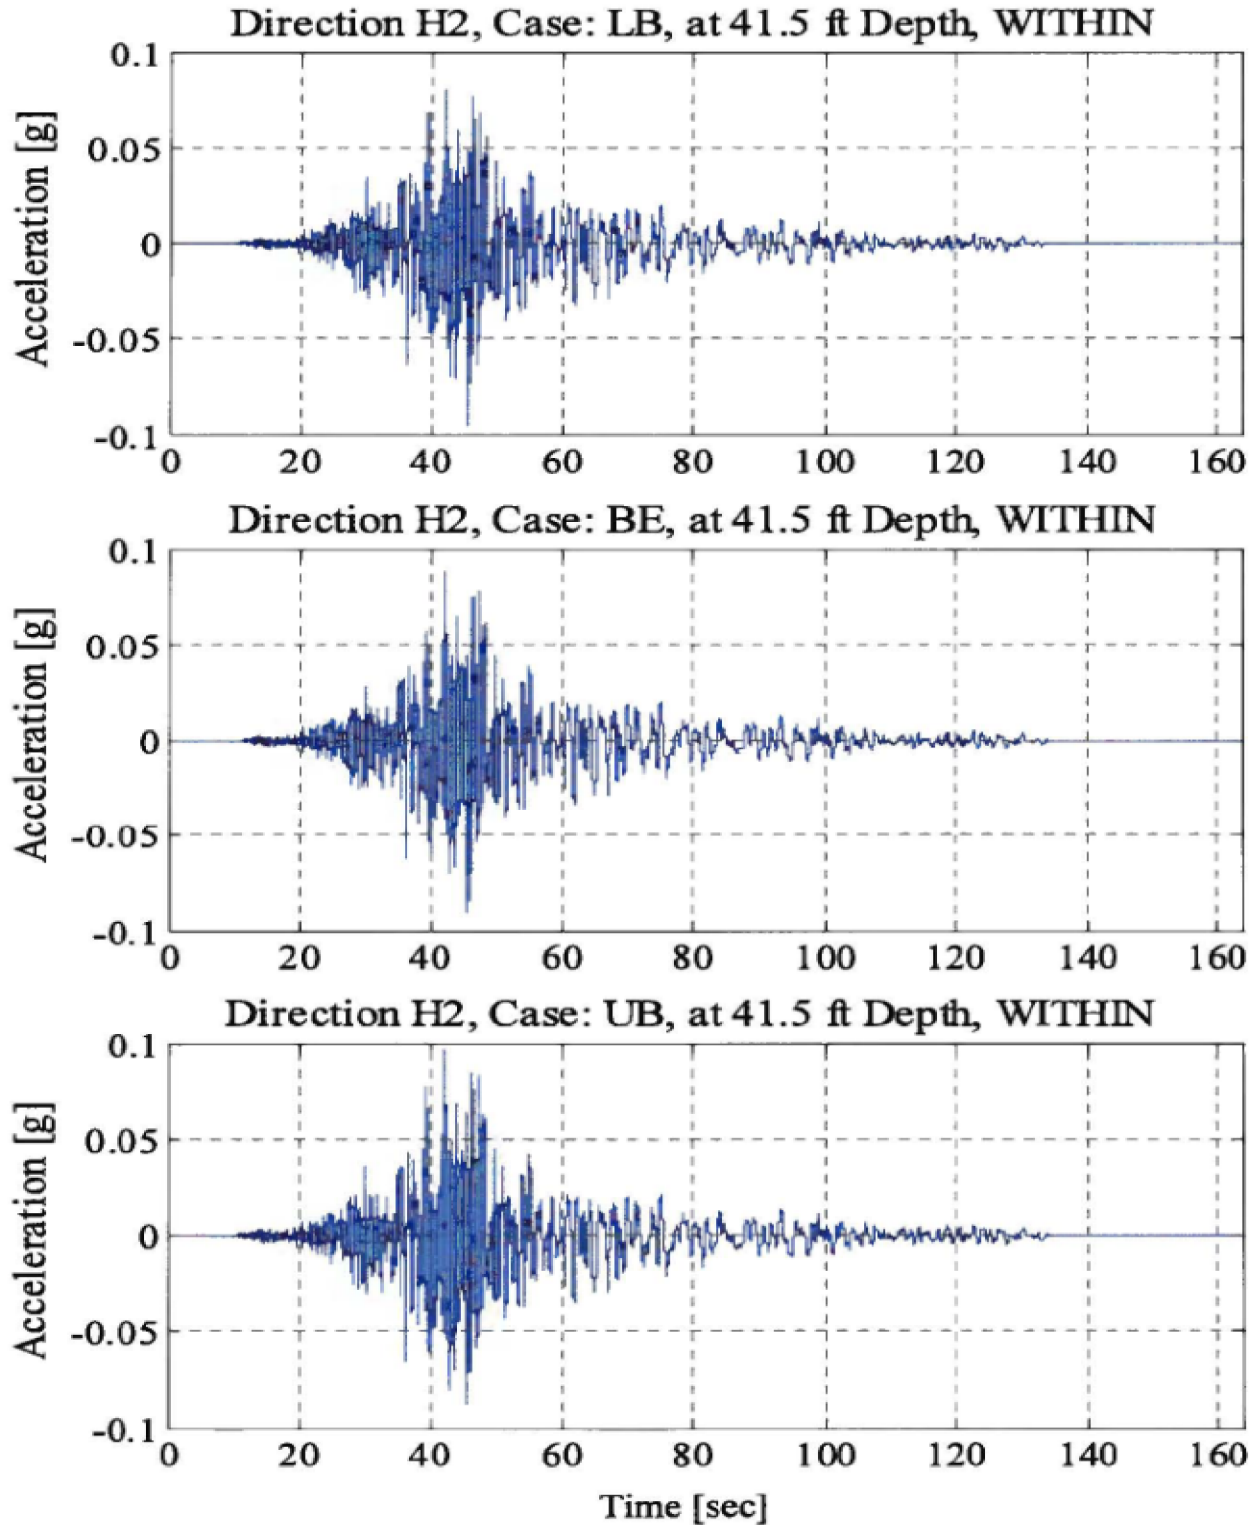 Direction H2, Case: LB, at 41.5 ft Depth, WITHIN
0.1
0.05
0
-0.05
-0.1
Acceleration [g]
0 20 40 60 80 100 120 140 160
Direction H2, Case: BE, at 41.5 ft Depth, WITHIN
0.1
0.05
0
-0.05
-0.1
Acceleration [g]
0 20 40 60 80 100 120 140 160
Direction H2, Case: UB, at 41.5 ft Depth, WITHIN
0.1
0.05
0
-0.05
-0.1
Acceleration [g]
0 20 40 60 80 100 120 140 160
Time [sec]